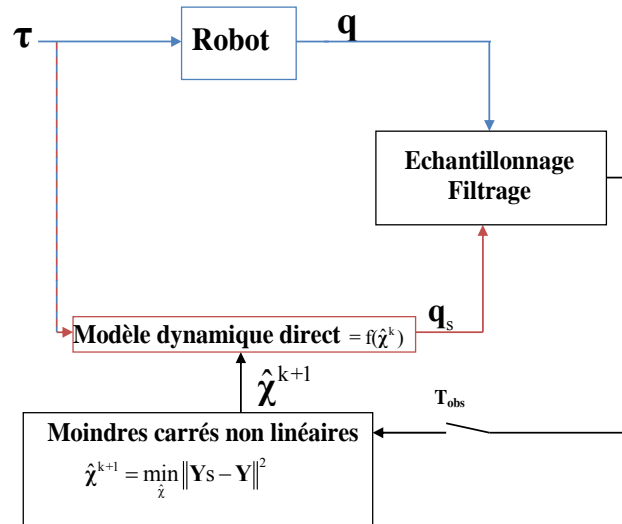 τ
Robot
q
Echantillonnage
Filtrage
q_s
Modèle dynamique direct = f(χ̂^k)
χ̂^{k+1}
T_obs
Moindres carrés non linéaires
χ̂^{k+1} = min_χ̂ ‖Ys − Y‖²